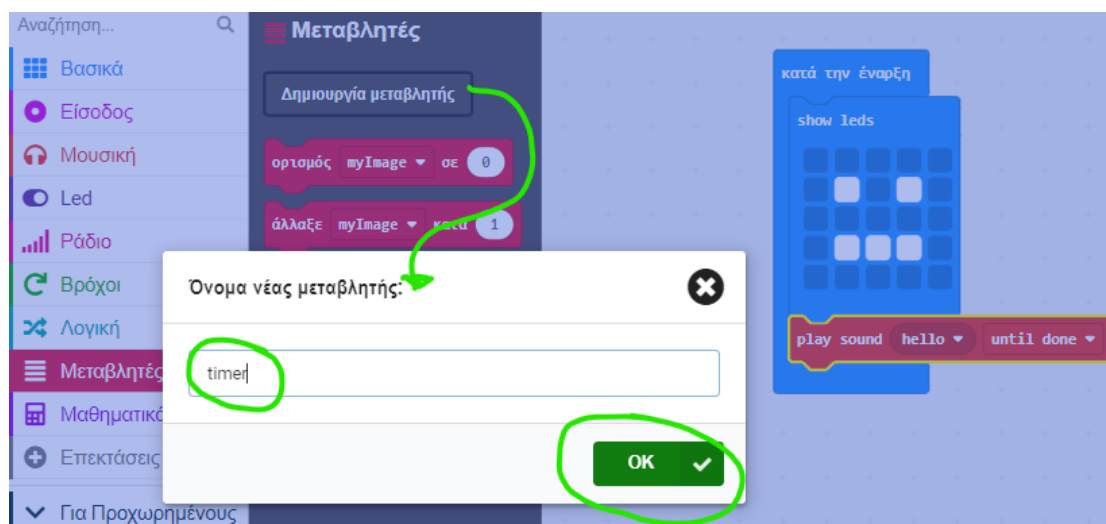 Αναζήτηση...
Βασικά
Είσοδος
Μουσική
Led
Ράδιο
Βρόχοι
Λογική
Μεταβλητές
Μαθηματικά
Επεκτάσεις
Για Προχωρημένους
Μεταβλητές
Δημιουργία μεταβλητής
ορισμός myImage σε 0
άλλαξε myImage κατά 1
Όνομα νέας μεταβλητής:
timer
OK
κατά την έναρξη
show leds
play sound hello until done